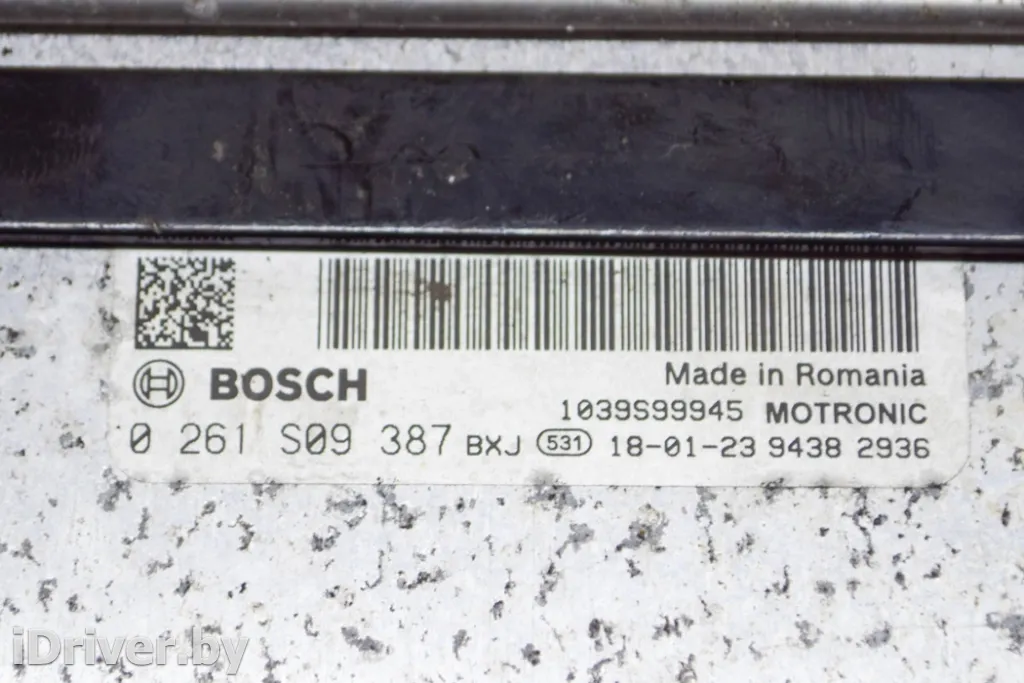 BOSCH
Made in Romania
1039S99945 MOTRONIC
0 261 S09 387 BXJ 531 18-01-23 9438 2936
iDriver.by